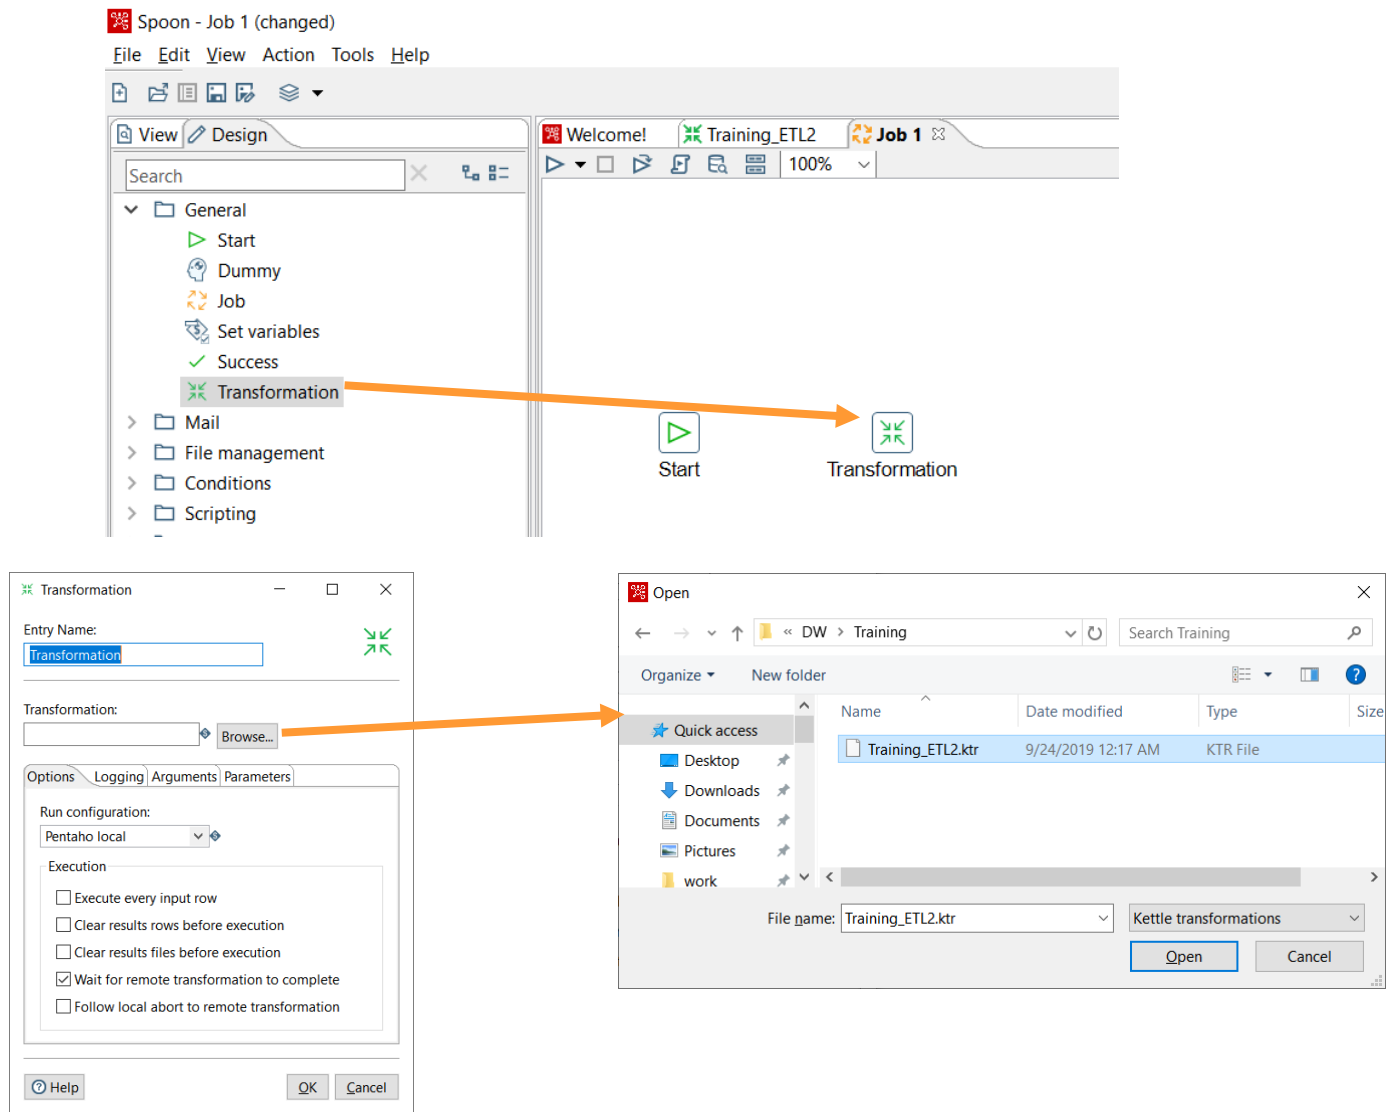 Spoon - Job 1 (changed)
File Edit View Action Tools Help
View Design
Welcome! Training_ETL2 Job 1
Search
100%
General
Start
Dummy
Job
Set variables
Success
Transformation
Mail
File management
Conditions
Scripting
Start
Transformation
Transformation
Entry Name:
Transformation
Transformation:
Browse...
Options Logging Arguments Parameters
Run configuration:
Pentaho local
Execution
Execute every input row
Clear results rows before execution
Clear results files before execution
Wait for remote transformation to complete
Follow local abort to remote transformation
Help OK Cancel
Open
« DW > Training
Search Training
Organize New folder
Name Date modified Type Size
Quick access
Desktop
Downloads
Documents
Pictures
work
Training_ETL2.ktr 9/24/2019 12:17 AM KTR File
File name: Training_ETL2.ktr Kettle transformations
Open Cancel